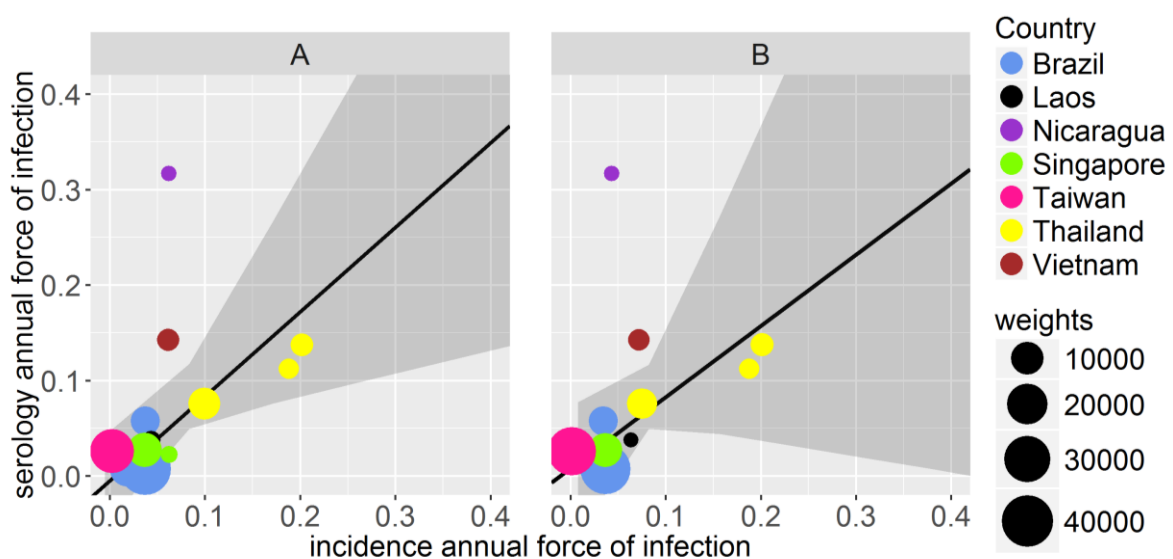 A
B
serology annual force of infection
0.4
0.3
0.2
0.1
0.0
0.0 0.1 0.2 0.3 0.4
0.0 0.1 0.2 0.3 0.4
incidence annual force of infection
Country
Brazil
Laos
Nicaragua
Singapore
Taiwan
Thailand
Vietnam
weights
10000
20000
30000
40000